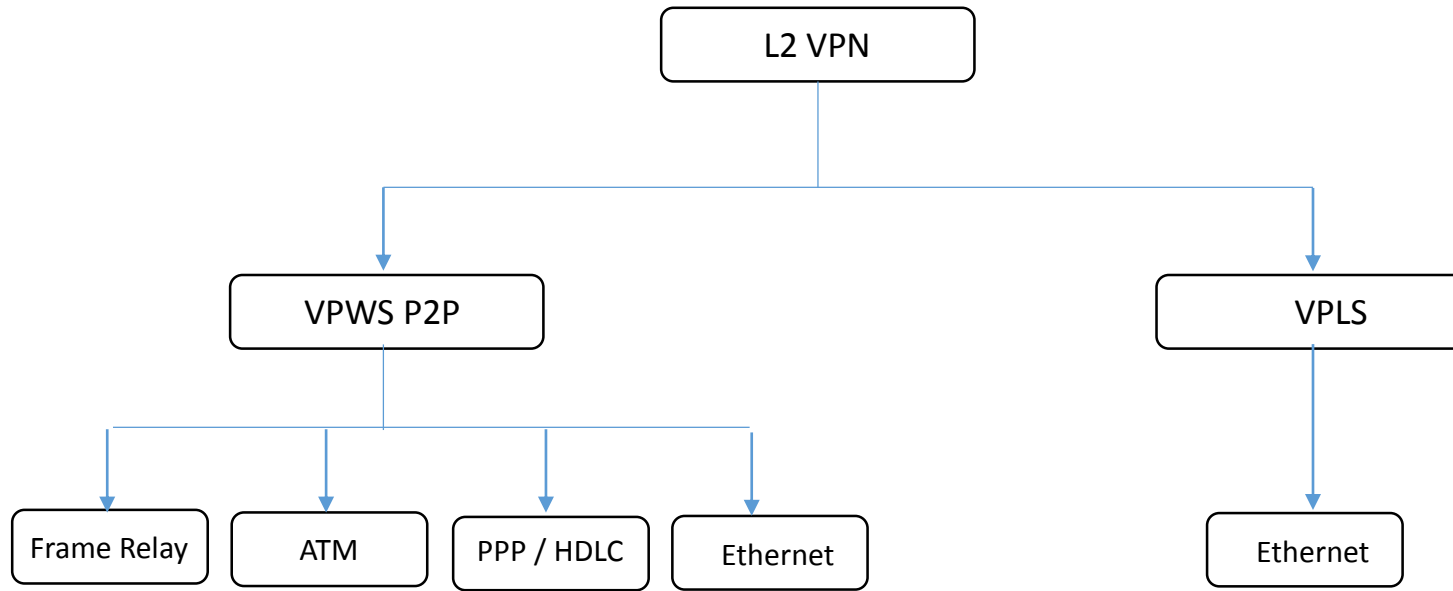 L2 VPN
VPWS P2P
VPLS
Frame Relay
ATM
PPP / HDLC
Ethernet
Ethernet